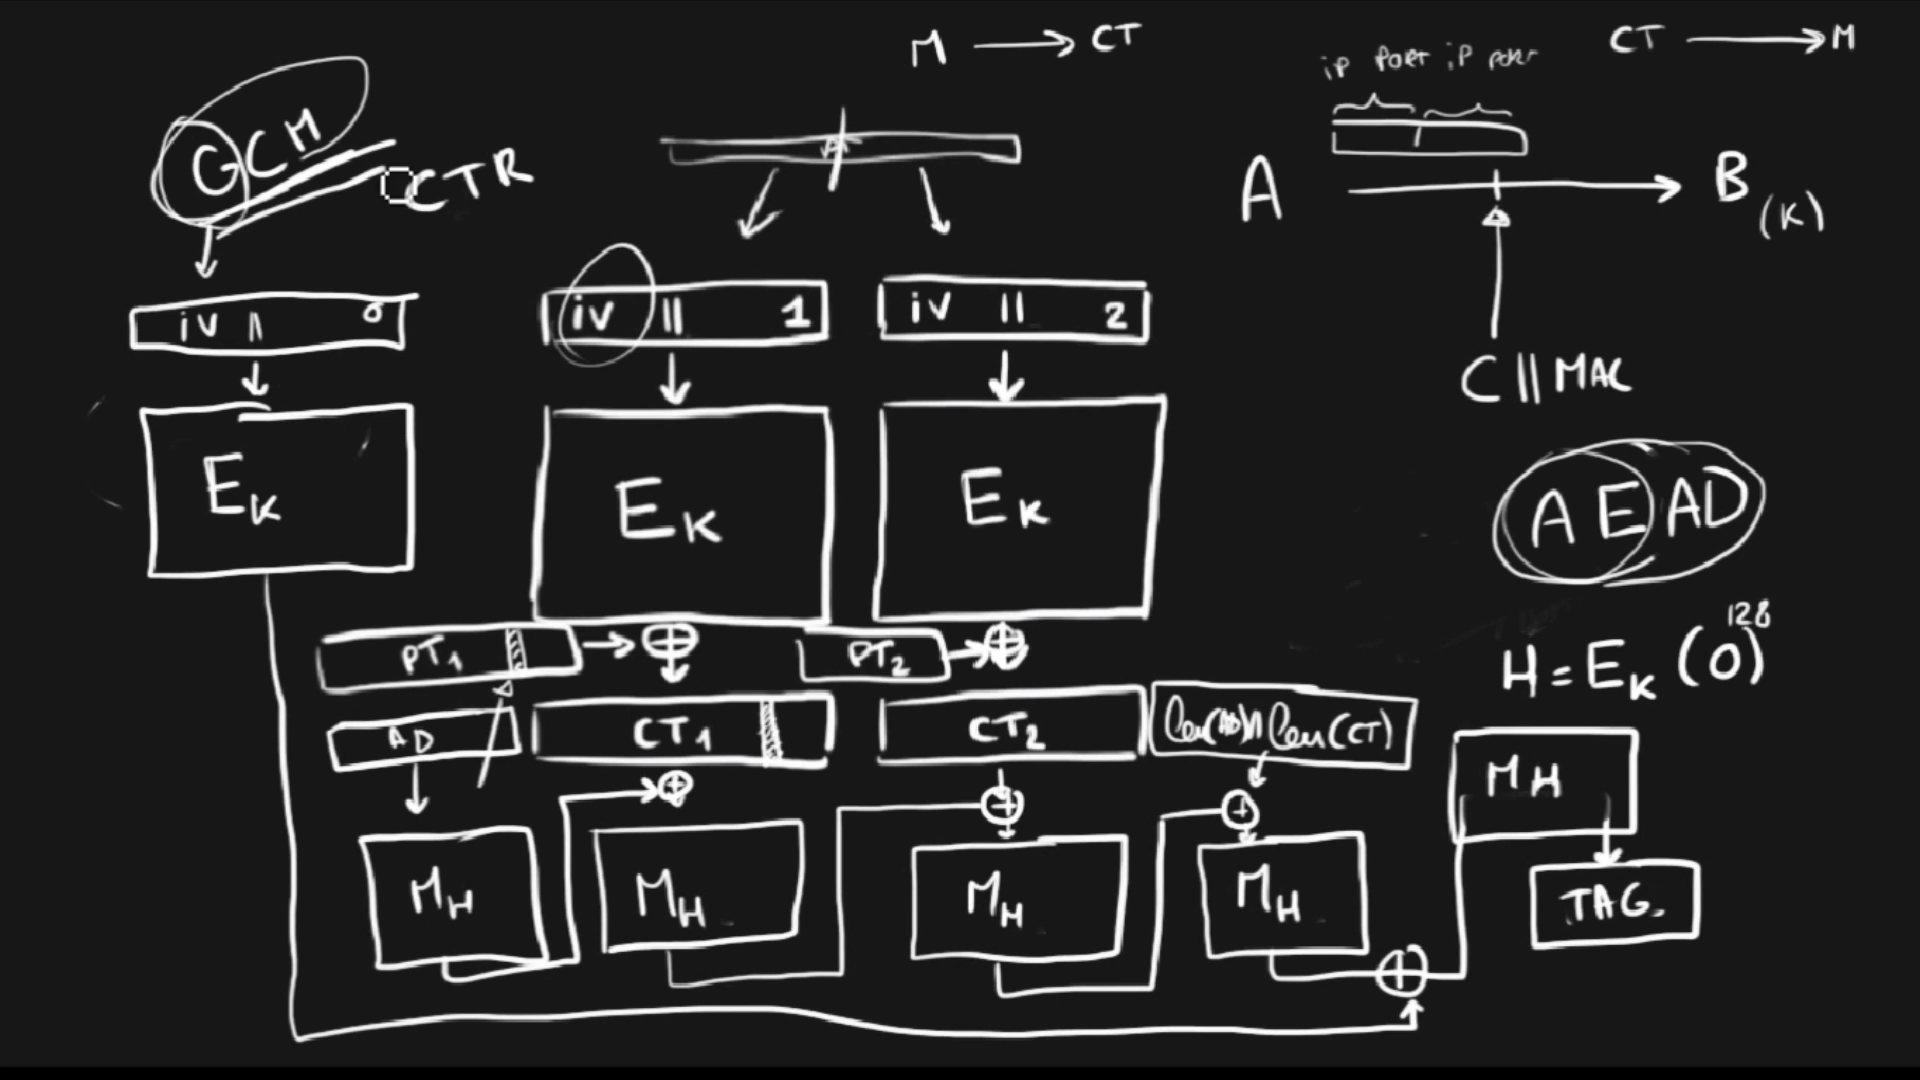 M → CT
CT → M
ip PORT ip PORT
GCM
CTR
A
B
(K)
iV || 0
iV || 1
iV || 2
C || MAC
EK
EK
EK
AEAD
H = EK (0)128
PT1 → ⊕
PT2 → ⊕
AD
CT1
CT2
len(AD) || len(CT)
MH
MH
MH
MH
MH
TAG.